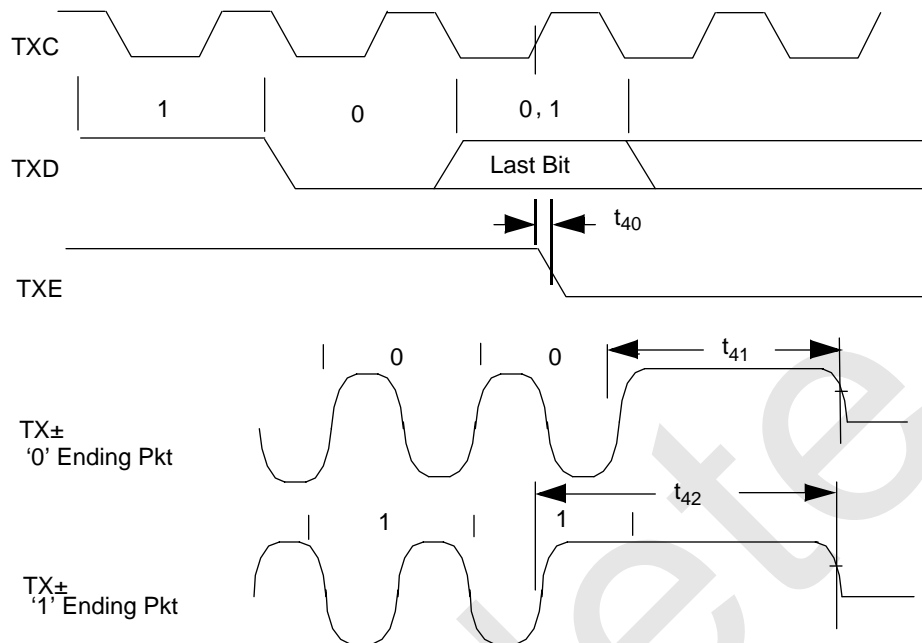 TXC
1 0 0, 1
TXD
Last Bit
t40
TXE
0 0 t41
TX±
‘0’ Ending Pkt
t42
1 1
TX±
‘1’ Ending Pkt
lete